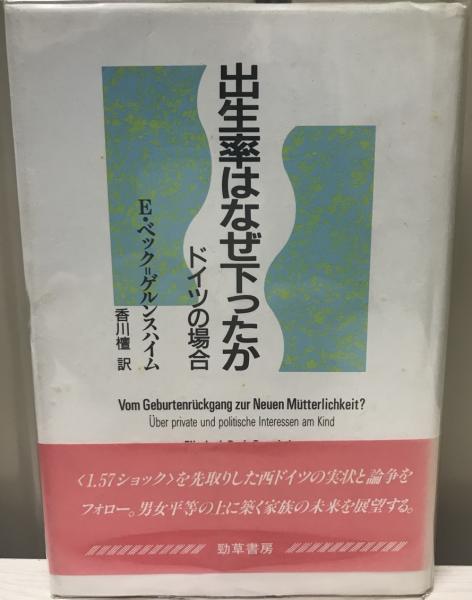 出生率はなぜ下ったか
ドイツの場合
E・ベック=ゲルンスハイム
香川檀 訳
Vom Geburtenrückgang zur Neuen Mütterlichkeit?
Über private und politische Interessen am Kind
〈1.57ショック〉を先取りした西ドイツの実状と論争を
フォロー。男女平等の上に築く家族の未来を展望する。
勁草書房